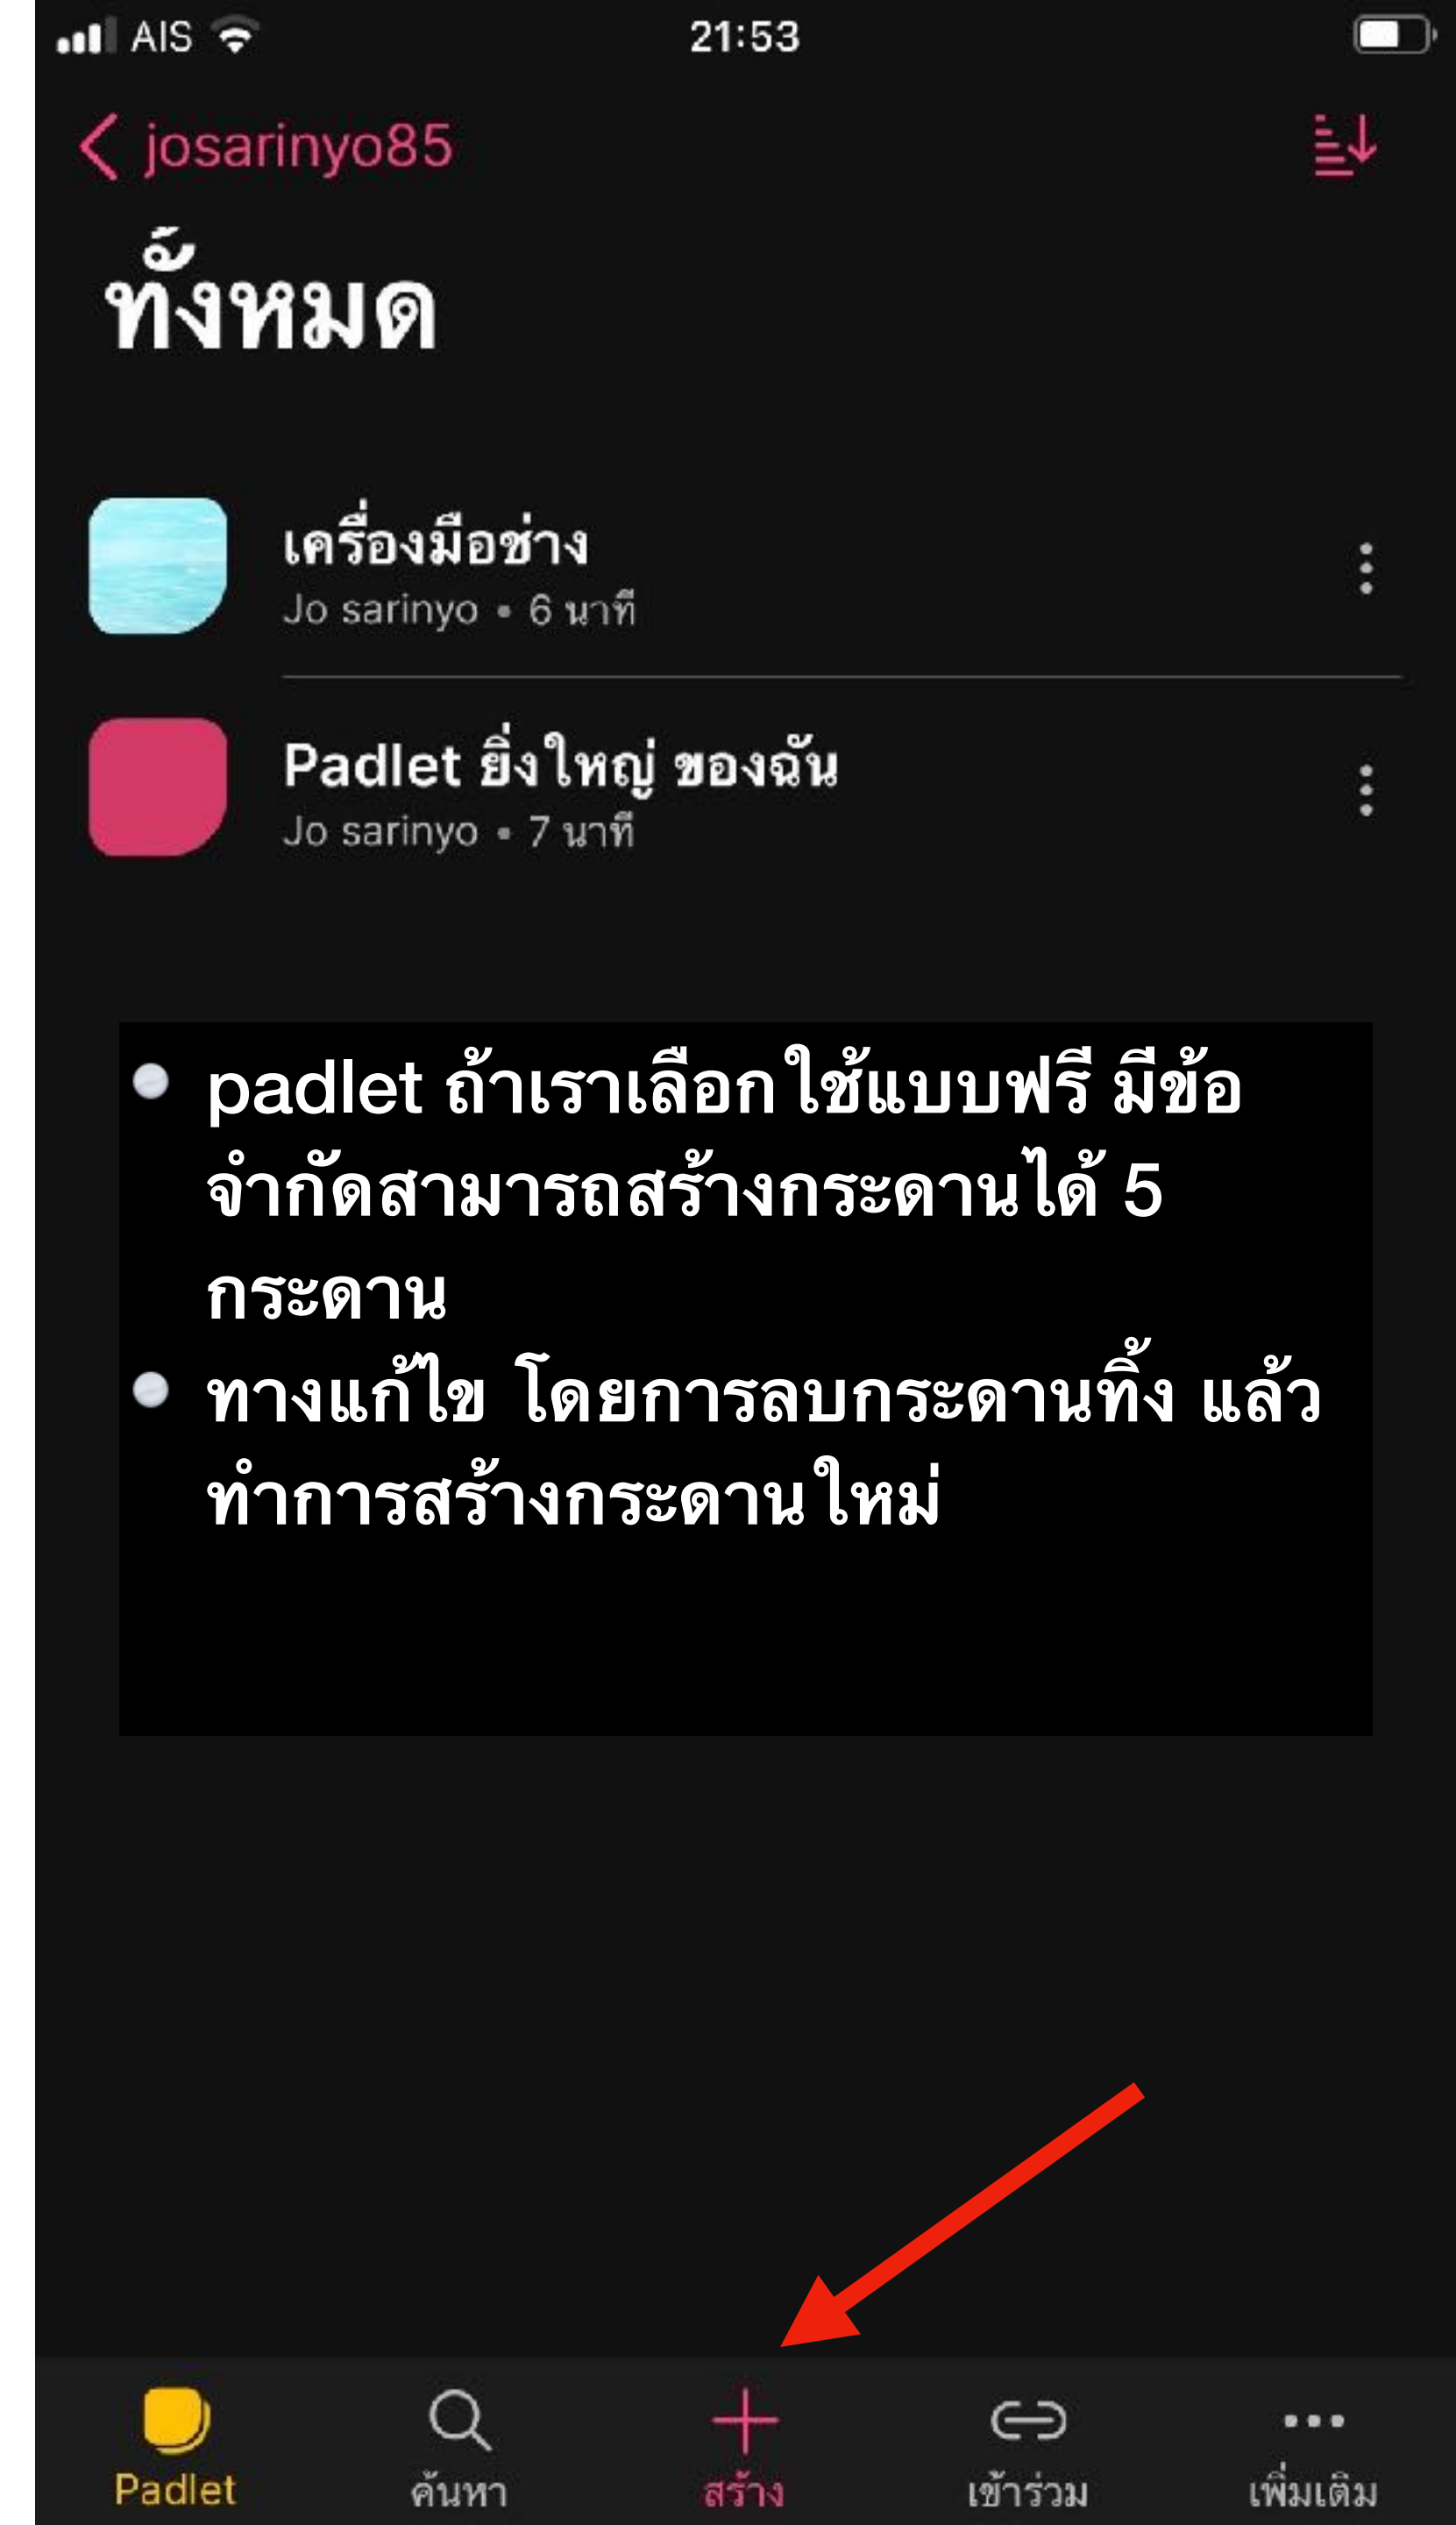 AIS 21:53
josarinyo85
ทั้งหมด
เครื่องมือช่าง
Jo sarinyo • 6 นาที
Padlet ยิ่งใหญ่ ของฉัน
Jo sarinyo • 7 นาที
padlet ถ้าเราเลือกใช้แบบฟรี มีข้อ
จำกัดสามารถสร้างกระดานได้ 5
กระดาน
ทางแก้ไข โดยการลบกระดานทิ้ง แล้ว
ทำการสร้างกระดานใหม่
Padlet ค้นหา สร้าง เข้าร่วม เพิ่มเติม